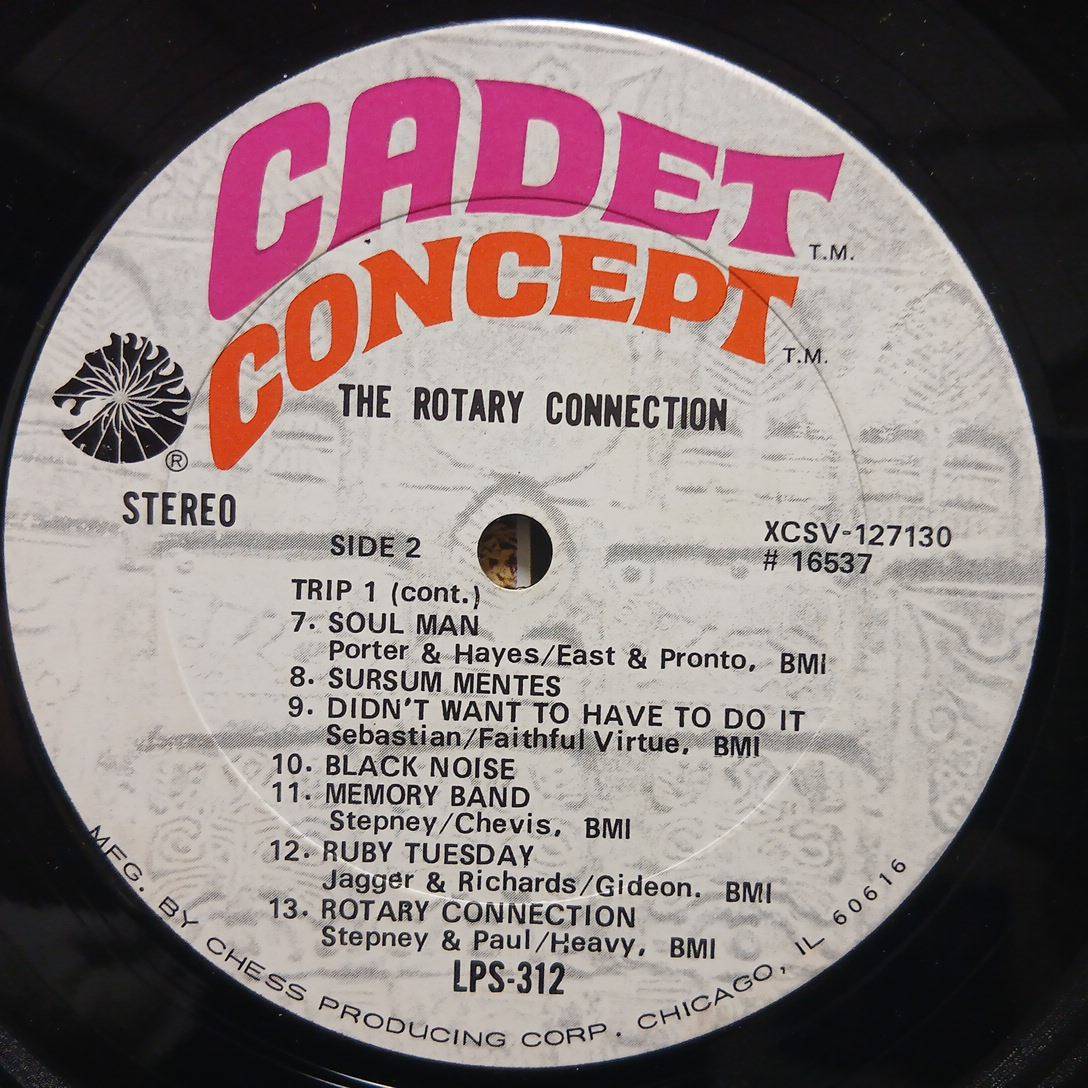 CADET T.M.
CONCEPT T.M.
THE ROTARY CONNECTION
®
STEREO
XCSV-127130
# 16537
SIDE 2
TRIP 1 (cont.)
7. SOUL MAN
Porter & Hayes/East & Pronto, BMI
8. SURSUM MENTES
9. DIDN'T WANT TO HAVE TO DO IT
Sebastian/Faithful Virtue, BMI
10. BLACK NOISE
11. MEMORY BAND
Stepney/Chevis, BMI
12. RUBY TUESDAY
Jagger & Richards/Gideon. BMI
13. ROTARY CONNECTION
Stepney & Paul/Heavy, BMI
LPS-312
MFG. BY CHESS PRODUCING CORP. CHICAGO, IL 60616